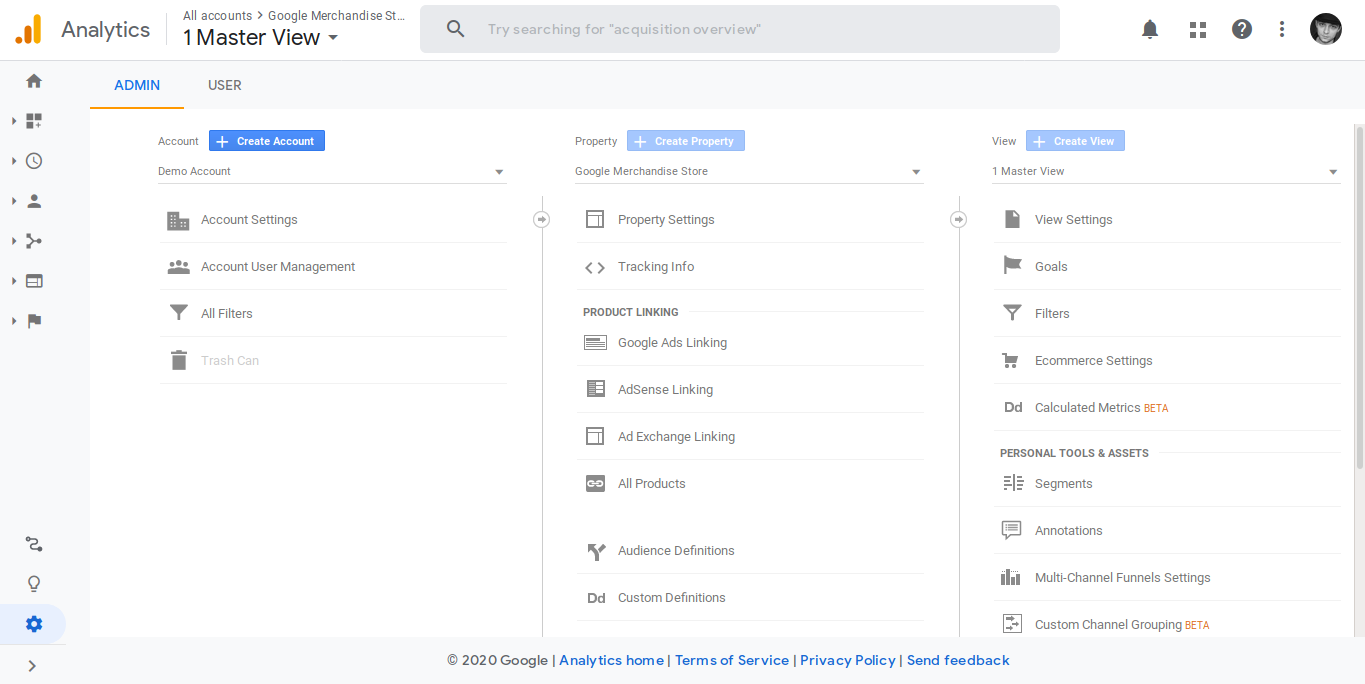 Analytics
All accounts > Google Merchandise St...
1 Master View
Try searching for "acquisition overview"
ADMIN
USER
Account
Create Account
Demo Account
Account Settings
Account User Management
All Filters
Trash Can
Property
Create Property
Google Merchandise Store
Property Settings
Tracking Info
PRODUCT LINKING
Google Ads Linking
AdSense Linking
Ad Exchange Linking
All Products
Audience Definitions
Dd Custom Definitions
View
Create View
1 Master View
View Settings
Goals
Filters
Ecommerce Settings
Dd Calculated Metrics BETA
PERSONAL TOOLS & ASSETS
Segments
Annotations
Multi-Channel Funnels Settings
Custom Channel Grouping BETA
© 2020 Google | Analytics home | Terms of Service | Privacy Policy | Send feedback